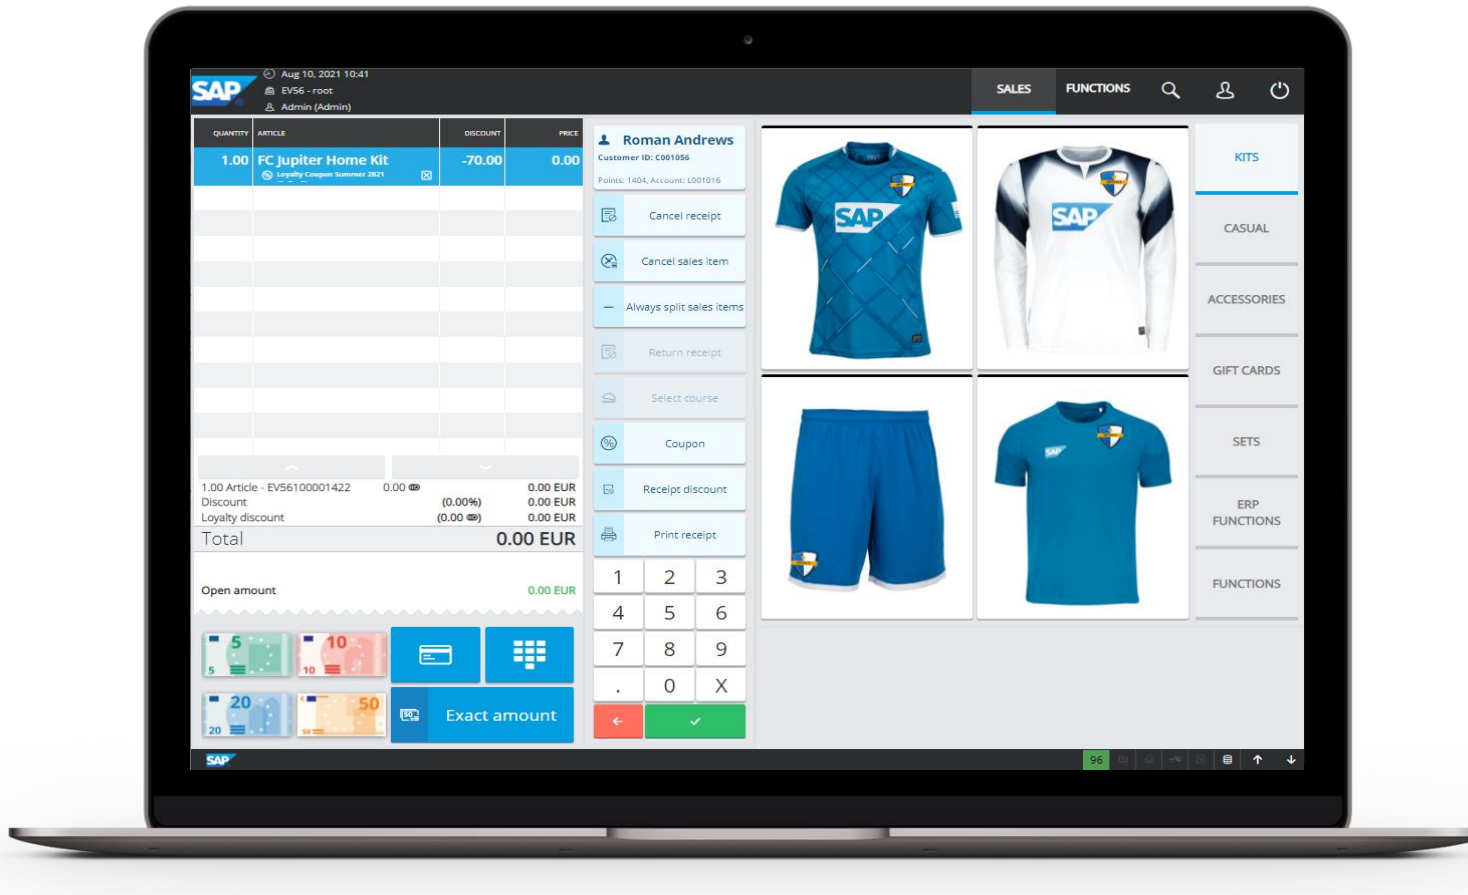 SAP
Aug 10, 2021 10:41
EV56 - root
Admin (Admin)
SALES
FUNCTIONS
QUANTITY ARTICLE DISCOUNT PRICE
1.00 FC Jupiter Home Kit -70.00 0.00
Loyalty Coupon Summer 2021
1.00 Article - EV56100001422 0.00 0.00 EUR
Discount (0.00%) 0.00 EUR
Loyalty discount (0.00 ) 0.00 EUR
Total 0.00 EUR
Open amount 0.00 EUR
5
5
10
10
20
20
50
50
Exact amount
Roman Andrews
Customer ID: C001056
Points: 1404, Account: L001016
Cancel receipt
Cancel sales item
Always split sales items
Return receipt
Select course
Coupon
Receipt discount
Print receipt
1 2 3
4 5 6
7 8 9
. 0 X
SAP
SAP
SAP
KITS
CASUAL
ACCESSORIES
GIFT CARDS
SETS
ERP
FUNCTIONS
FUNCTIONS
SAP
96